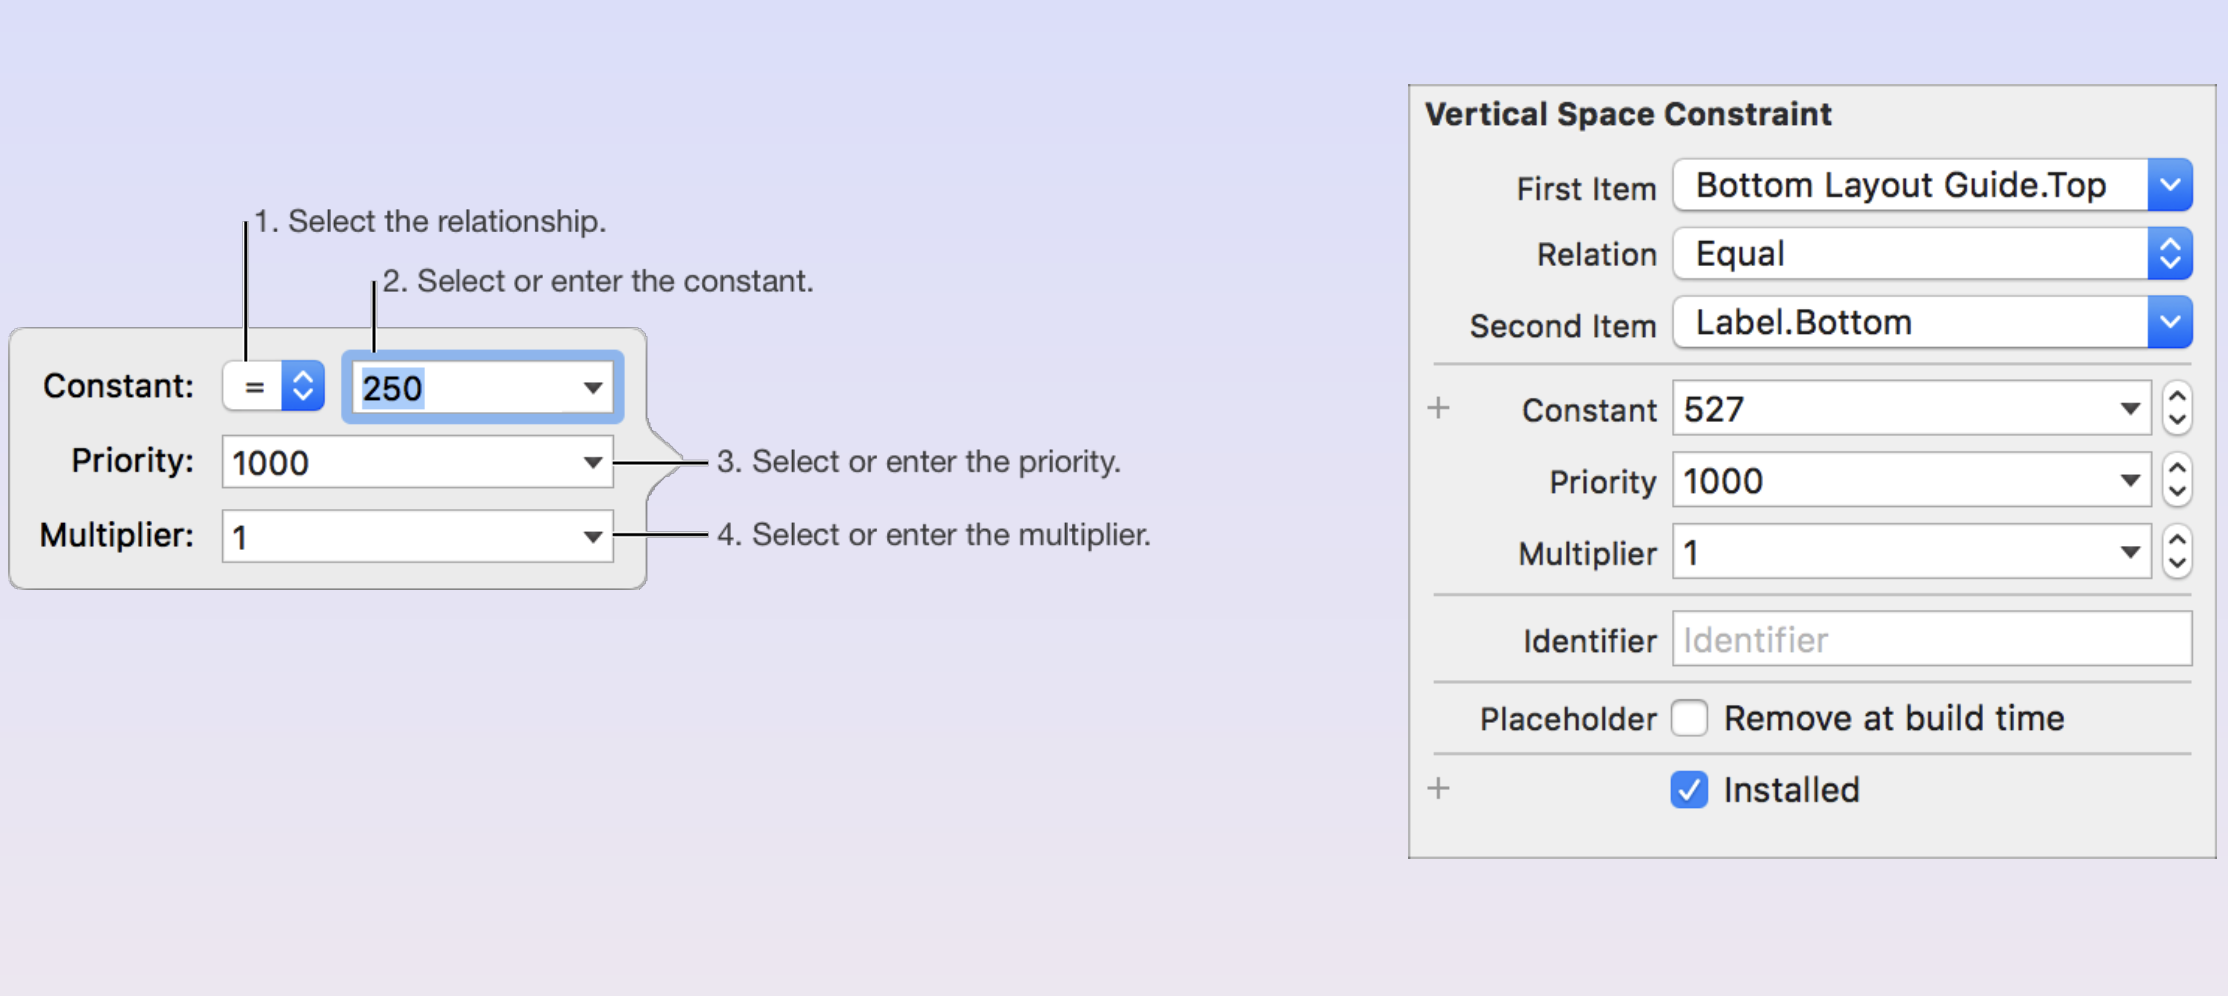 1. Select the relationship.
2. Select or enter the constant.
Constant: = 250
Priority: 1000
3. Select or enter the priority.
Multiplier: 1
4. Select or enter the multiplier.
Vertical Space Constraint
First Item Bottom Layout Guide.Top
Relation Equal
Second Item Label.Bottom
+ Constant 527
Priority 1000
Multiplier 1
Identifier Identifier
Placeholder Remove at build time
+ Installed